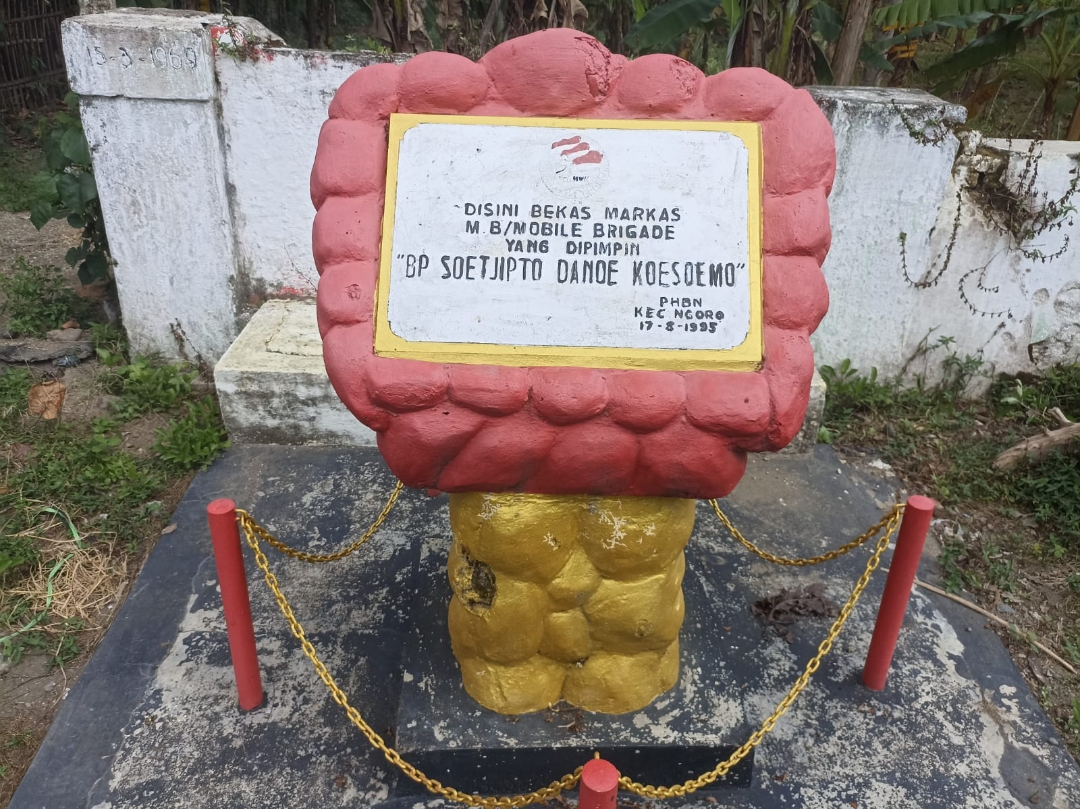 15-3-1969
DISINI BEKAS MARKAS
M.B/MOBILE BRIGADE
YANG DIPIMPIN
"BP SOETJIPTO DANOE KOESOEMO"
PHBN
KEC NGORO
17-8-1995